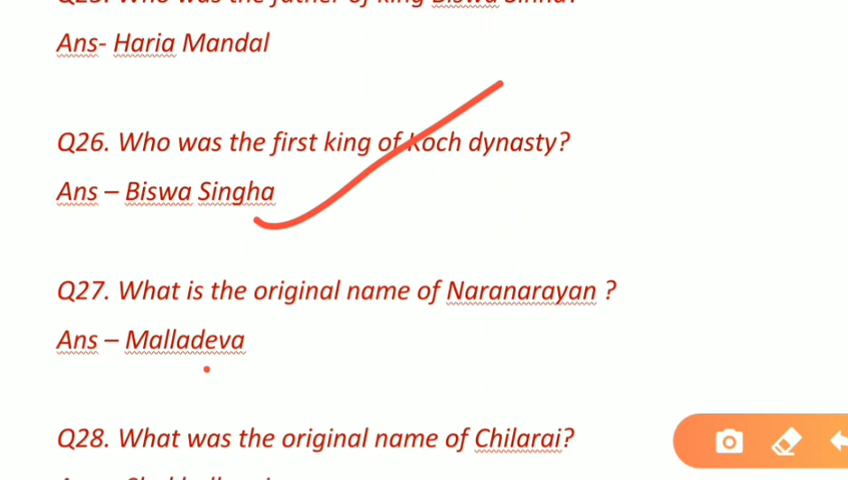 Ans- Haria Mandal
Q26. Who was the first king of Koch dynasty?
Ans – Biswa Singha
Q27. What is the original name of Naranarayan ?
Ans – Malladeva
Q28. What was the original name of Chilarai?